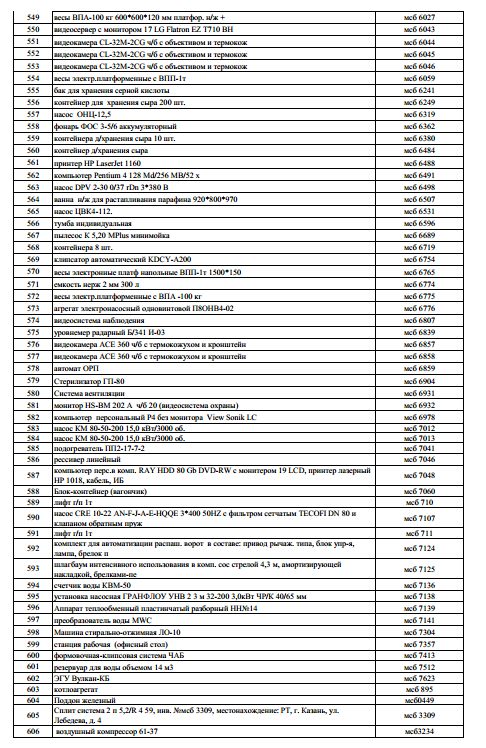 549 весы ВПА-100 кг 600*600*120 мм платфор. н/ж + мсб 6027
550 видеосервер с монитором 17 LG Flatron EZ T710 BH мсб 6043
551 видеокамера CL-32M-2CG ч/б с объективом и термокож мсб 6044
552 видеокамера CL-32M-2CG ч/б с объективом и термокож мсб 6045
553 видеокамера CL-32M-2CG ч/б с объективом и термокож мсб 6046
554 весы электр.платформенные с ВПП-1т мсб 6059
555 бак для хранения серной кислоты мсб 6241
556 контейнер для хранения сыра 200 шт. мсб 6249
557 насос ОНЦ-12,5 мсб 6319
558 фонарь ФОС 3-5/6 аккумуляторный мсб 6362
559 контейнера д/хранения сыра 10 шт. мсб 6380
560 контейнер д/хранения сыра мсб 6484
561 принтер HP LaserJet 1160 мсб 6488
562 компьютер Pentium 4 128 Md/256 MB/52 x мсб 6491
563 насос DPV 2-30 0/37 rDn 3*380 В мсб 6498
564 ванна н/ж для растапливания парафина 920*800*970 мсб 6507
565 насос ЦВК4-112. мсб 6531
566 тумба индивидуальная мсб 6596
567 пылесос К 5,20 MPlus минимойка мсб 6689
568 контейнера 8 шт. мсб 6719
569 клипсатор автоматический KDCY-A200 мсб 6754
570 весы электронные платф напольные ВПП-1т 1500*150 мсб 6765
571 емкость нерж 2 мм 300 л мсб 6774
572 весы электр.платформенные с ВПА -100 кг мсб 6775
573 агрегат электронасосный одновинтовой П8ОНВ4-02 мсб 6776
574 видеосистема наблюдения мсб 6807
575 уровнемер радарный Б/341 И-03 мсб 6839
576 видеокамера ACE 360 ч/б с термокожухом и кронштейн мсб 6857
577 видеокамера ACE 360 ч/б с термокожухом и кронштейн мсб 6858
578 автомат ОРП мсб 6859
579 Стерилизатор ГП-80 мсб 6904
580 Система вентиляции мсб 6931
581 монитор HS-BM 202 A ч/б 20 (видеосистема охраны) мсб 6932
582 компьютер персональный P4 без монитора View Sonik LC мсб 6978
583 насос КМ 80-50-200 15,0 кВт/3000 об. мсб 7012
584 насос КМ 80-50-200 15,0 кВт/3000 об. мсб 7013
585 подогреватель ПП2-17-7-2 мсб 7041
586 рессивер линейный мсб 7046
587 компьютер перс.в комп. RAY HDD 80 Gb DVD-RW с монитером 19 LCD, принтер лазерный
HP 1018, кабель, ИБ мсб 7048
588 Блок-контейнер (вагончик) мсб 7060
589 лифт г/п 1т мсб 710
590 насос CRE 10-22 AN-F-J-A-E-HQQE 3*400 50HZ с фильтром сетчатым TECOFI DN 80 и
клапаном обратным пруж мсб 7107
591 лифт г/п 1т мсб 711
592 комплект для автоматизации распаш. ворот в составе: привод рычаж. типа, блок упр-я,
лампа, брелок п мсб 7124
593 шлагбаум интенсивного использования в комп. сос стрелой 4,3 м, амортизирующей
накладкой, брелками-пе мсб 7125
594 счетчик воды КВМ-50 мсб 7136
595 установка насосная ГРАНФЛОУ УНВ 2 3 м 32-200 3,0кВт ЧР/К 40/65 мм мсб 7138
596 Аппарат теплообменный пластинчатый разборный НН№14 мсб 7139
597 преобразователь воды MWC мсб 7141
598 Машина стирально-отжимная ЛО-10 мсб 7304
599 станция рабочая (офисный стол) мсб 7357
600 формовочная-клипсовая система ЧАБ мсб 7413
601 резервуар для воды объемом 14 м3 мсб 7512
602 ЭГУ Вулкан-КБ мсб 7623
603 котлоагрегат мсб 895
604 Поддон железный мсб0449
605 Сплит система 2 п 5,2/R 4 59, инв. №мсб 3309, местонахождение: РТ, г. Казань, ул.
Лебедева, д. 4 мсб 3309
606 воздушный компрессор 61-37 мсб3234